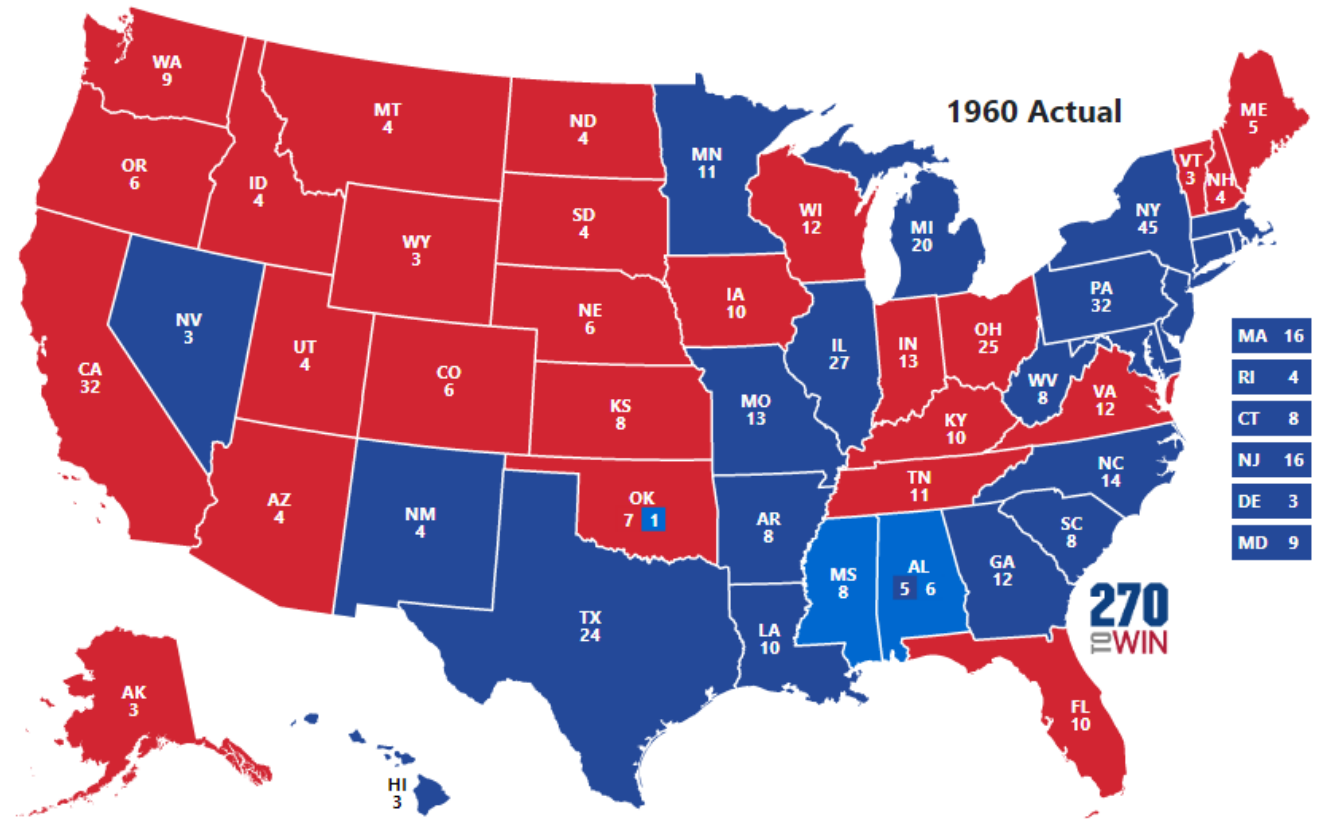 1960 Actual
WA
9
OR
6
CA
32
NV
3
ID
4
MT
4
WY
3
UT
4
CO
6
AZ
4
NM
4
ND
4
SD
4
NE
6
KS
8
OK
7 1
TX
24
MN
11
IA
10
MO
13
AR
8
LA
10
WI
12
IL
27
MI
20
IN
13
OH
25
KY
10
TN
11
MS
8
AL
5 6
GA
12
FL
10
SC
8
NC
14
VA
12
WV
8
PA
32
NY
45
VT
3
NH
4
ME
5
MA 16
RI 4
CT 8
NJ 16
DE 3
MD 9
AK
3
HI
3
270
TO WIN